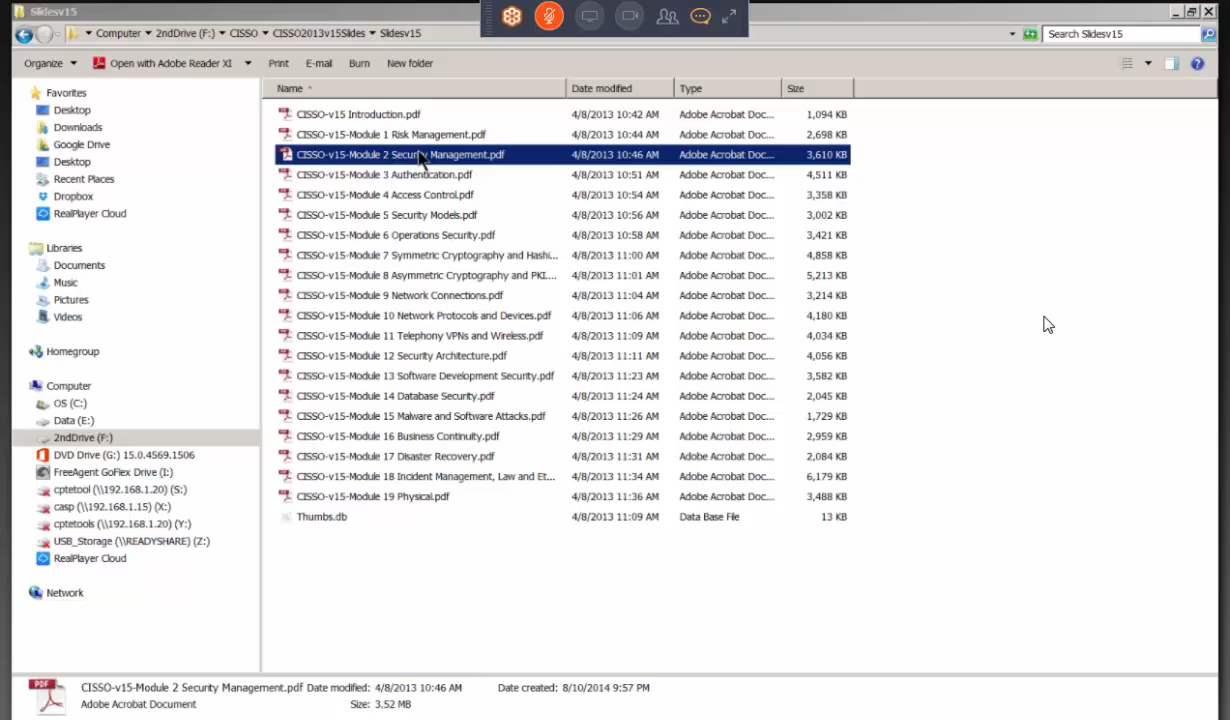 Slidesv15
Computer 2ndDrive (F:) CISSO CISSO2013v15Sldes Slidesv15
Search Slidesv15
Organize Open with Adobe Reader XI Print E-mail Burn New folder
Name Date modified Type Size
Favorites
Desktop
Downloads
Google Drive
Desktop
Recent Places
Dropbox
RealPlayer Cloud
Libraries
Documents
Music
Pictures
Videos
Homegroup
Computer
OS (C:)
Data (E:)
2ndDrive (F:)
DVD Drive (G:) 15.0.4569.1506
FreeAgent GoFlex Drive (I:)
cptetool (\\192.168.1.20) (S:)
casp (\\192.168.1.15) (X:)
cptetools (\\192.168.1.20) (Y:)
USB_Storage (\\READYSHARE) (Z:)
RealPlayer Cloud
Network
CISSO-v15 Introduction.pdf 4/8/2013 10:42 AM Adobe Acrobat Doc... 1,094 KB
CISSO-v15-Module 1 Risk Management.pdf 4/8/2013 10:44 AM Adobe Acrobat Doc... 2,698 KB
CISSO-v15-Module 2 Security Management.pdf 4/8/2013 10:46 AM Adobe Acrobat Doc... 3,610 KB
CISSO-v15-Module 3 Authentication.pdf 4/8/2013 10:51 AM Adobe Acrobat Doc... 4,511 KB
CISSO-v15-Module 4 Access Control.pdf 4/8/2013 10:54 AM Adobe Acrobat Doc... 3,358 KB
CISSO-v15-Module 5 Security Models.pdf 4/8/2013 10:56 AM Adobe Acrobat Doc... 3,002 KB
CISSO-v15-Module 6 Operations Security.pdf 4/8/2013 10:58 AM Adobe Acrobat Doc... 3,421 KB
CISSO-v15-Module 7 Symmetric Cryptography and Hashi... 4/8/2013 11:00 AM Adobe Acrobat Doc... 4,858 KB
CISSO-v15-Module 8 Asymmetric Cryptography and PKI.... 4/8/2013 11:01 AM Adobe Acrobat Doc... 5,213 KB
CISSO-v15-Module 9 Network Connections.pdf 4/8/2013 11:04 AM Adobe Acrobat Doc... 3,214 KB
CISSO-v15-Module 10 Network Protocols and Devices.pdf 4/8/2013 11:06 AM Adobe Acrobat Doc... 4,180 KB
CISSO-v15-Module 11 Telephony VPNs and Wireless.pdf 4/8/2013 11:09 AM Adobe Acrobat Doc... 4,034 KB
CISSO-v15-Module 12 Security Architecture.pdf 4/8/2013 11:11 AM Adobe Acrobat Doc... 4,056 KB
CISSO-v15-Module 13 Software Development Security.pdf 4/8/2013 11:23 AM Adobe Acrobat Doc... 3,582 KB
CISSO-v15-Module 14 Database Security.pdf 4/8/2013 11:24 AM Adobe Acrobat Doc... 2,045 KB
CISSO-v15-Module 15 Malware and Software Attacks.pdf 4/8/2013 11:26 AM Adobe Acrobat Doc... 1,729 KB
CISSO-v15-Module 16 Business Continuity.pdf 4/8/2013 11:29 AM Adobe Acrobat Doc... 2,959 KB
CISSO-v15-Module 17 Disaster Recovery.pdf 4/8/2013 11:31 AM Adobe Acrobat Doc... 2,084 KB
CISSO-v15-Module 18 Incident Management, Law and Et... 4/8/2013 11:34 AM Adobe Acrobat Doc... 6,179 KB
CISSO-v15-Module 19 Physical.pdf 4/8/2013 11:36 AM Adobe Acrobat Doc... 3,488 KB
Thumbs.db 4/8/2013 11:09 AM Data Base File 13 KB
PDF
CISSO-v15-Module 2 Security Management.pdf Date modified: 4/8/2013 10:46 AM Date created: 8/10/2014 9:57 PM
Adobe Acrobat Document Size: 3.52 MB